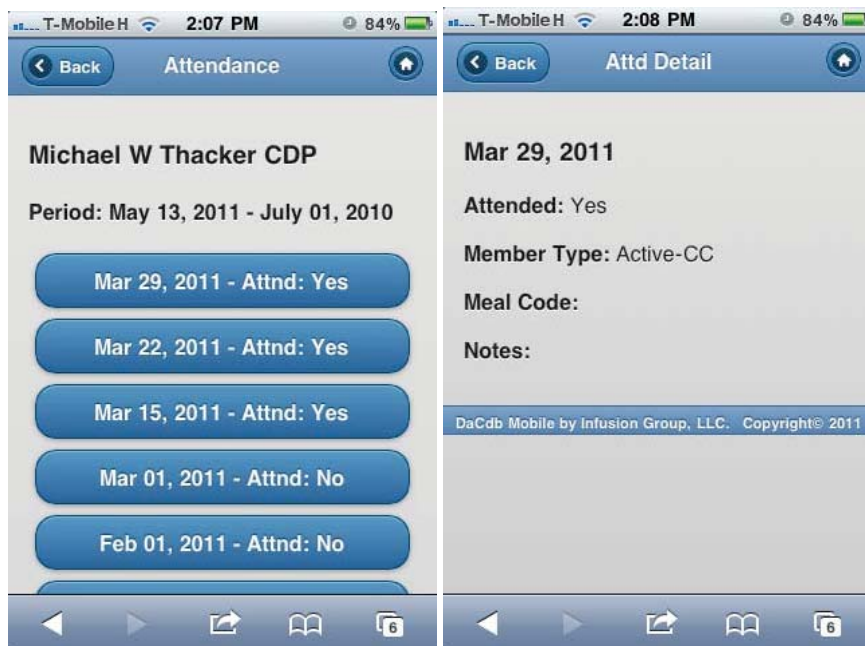 T-Mobile H 2:07 PM 84%
Back Attendance
Michael W Thacker CDP
Period: May 13, 2011 - July 01, 2010
Mar 29, 2011 - Attnd: Yes
Mar 22, 2011 - Attnd: Yes
Mar 15, 2011 - Attnd: Yes
Mar 01, 2011 - Attnd: No
Feb 01, 2011 - Attnd: No
6
T-Mobile H 2:08 PM 84%
Back Attd Detail
Mar 29, 2011
Attended: Yes
Member Type: Active-CC
Meal Code:
Notes:
DaCdb Mobile by Infusion Group, LLC. Copyright© 2011
6